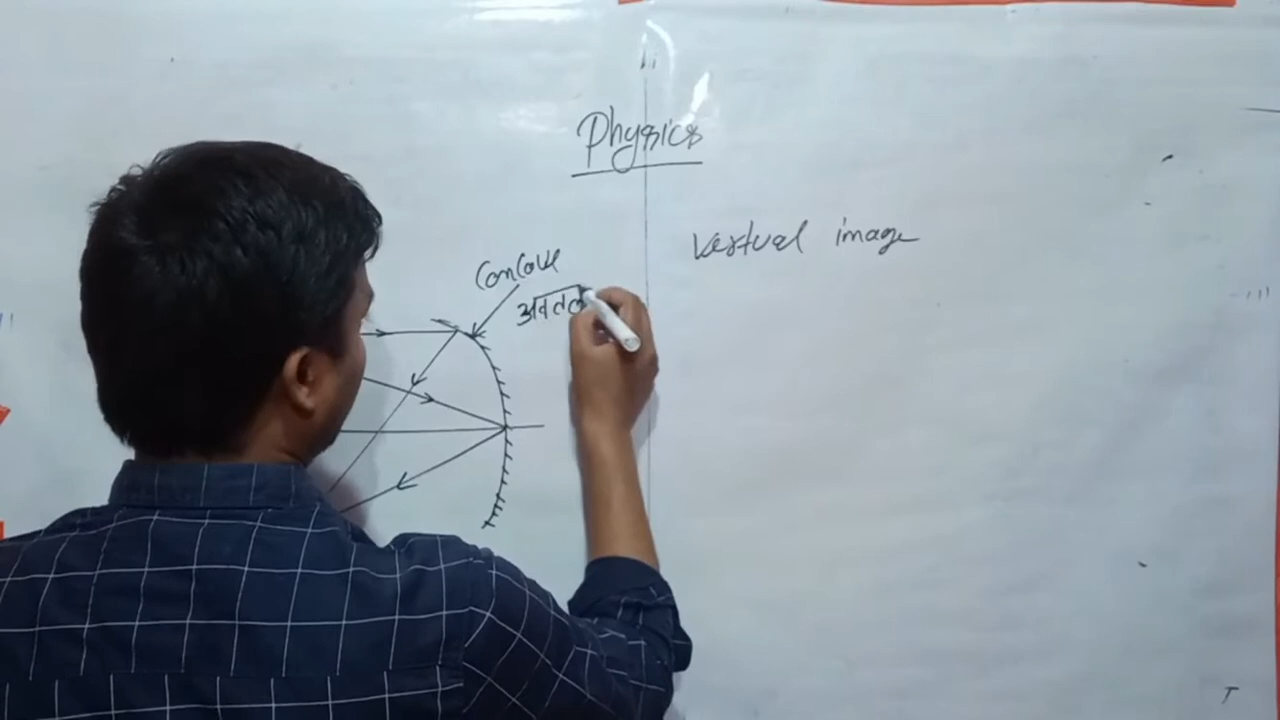 Physics
Vertual image
Concave
अवतल